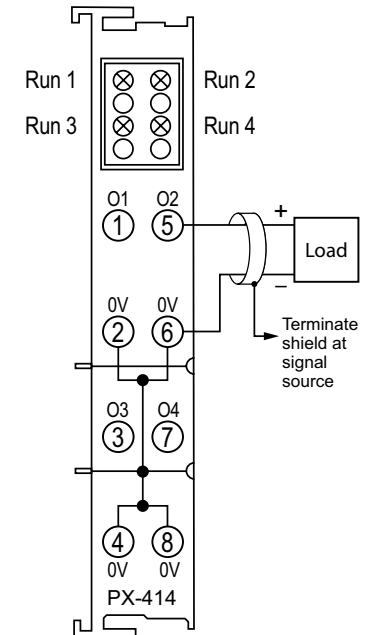 Run 1 Run 2
Run 3 Run 4
O1 O2
1 5
+
Load
−
0V 0V
2 6
Terminate
shield at
signal
source
O3 O4
3 7
4 8
0V 0V
PX-414